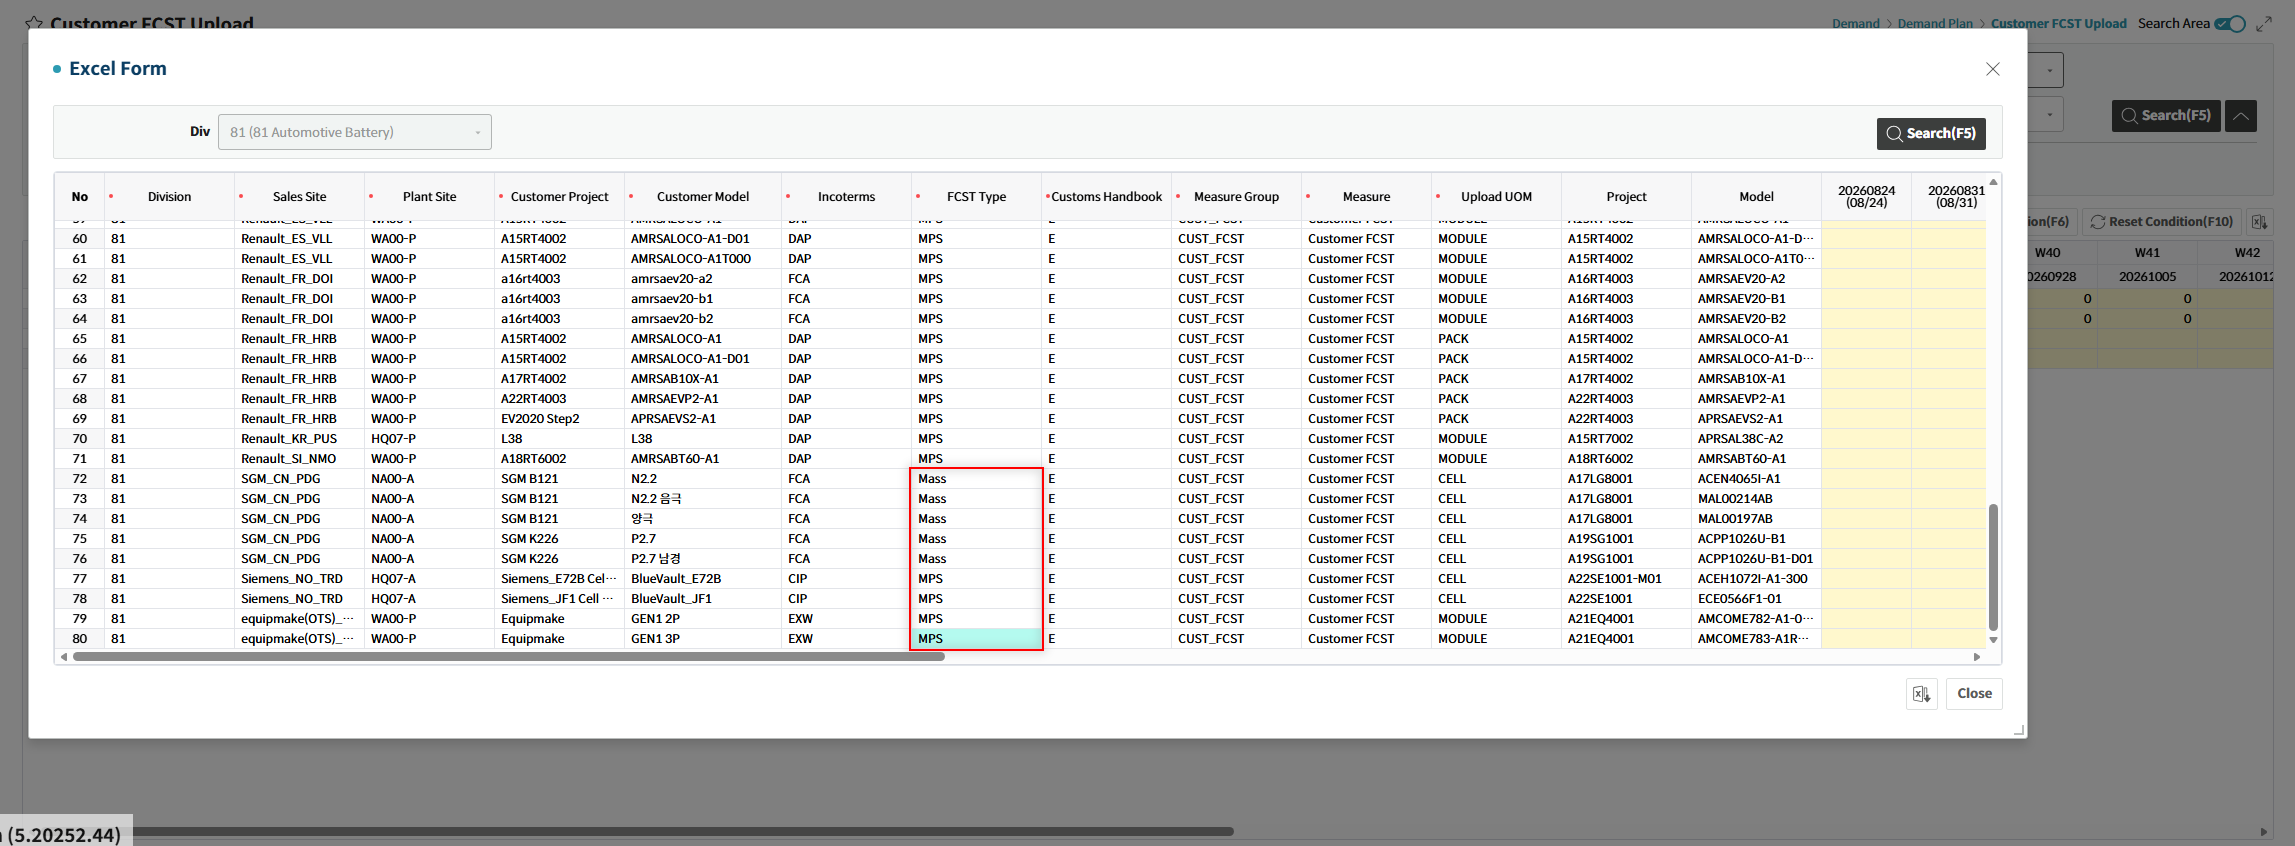 Customer FCST Upload
Demand > Demand Plan > Customer FCST Upload Search Area
Excel Form
Div 81 (81 Automotive Battery) Search(F5)
Search(F5)
No Division Sales Site Plant Site Customer Project Customer Model Incoterms FCST Type Customs Handbook Measure Group Measure Upload UOM Project Model 20260824 (08/24) 20260831 (08/31)
60 81 Renault_ES_VLL WA00-P A15RT4002 AMRSALOCO-A1-D01 DAP MPS E CUST_FCST Customer FCST MODULE A15RT4002 AMRSALOCO-A1-D···
61 81 Renault_ES_VLL WA00-P A15RT4002 AMRSALOCO-A1T000 DAP MPS E CUST_FCST Customer FCST MODULE A15RT4002 AMRSALOCO-A1T0···
62 81 Renault_FR_DOI WA00-P a16rt4003 amrsaev20-a2 FCA MPS E CUST_FCST Customer FCST MODULE A16RT4003 AMRSAEV20-A2
63 81 Renault_FR_DOI WA00-P a16rt4003 amrsaev20-b1 FCA MPS E CUST_FCST Customer FCST MODULE A16RT4003 AMRSAEV20-B1
64 81 Renault_FR_DOI WA00-P a16rt4003 amrsaev20-b2 FCA MPS E CUST_FCST Customer FCST MODULE A16RT4003 AMRSAEV20-B2
65 81 Renault_FR_HRB WA00-P A15RT4002 AMRSALOCO-A1 DAP MPS E CUST_FCST Customer FCST PACK A15RT4002 AMRSALOCO-A1
66 81 Renault_FR_HRB WA00-P A15RT4002 AMRSALOCO-A1-D01 DAP MPS E CUST_FCST Customer FCST PACK A15RT4002 AMRSALOCO-A1-D···
67 81 Renault_FR_HRB WA00-P A17RT4002 AMRSAB10X-A1 DAP MPS E CUST_FCST Customer FCST PACK A17RT4002 AMRSAB10X-A1
68 81 Renault_FR_HRB WA00-P A22RT4003 AMRSAEVP2-A1 DAP MPS E CUST_FCST Customer FCST PACK A22RT4003 AMRSAEVP2-A1
69 81 Renault_FR_HRB WA00-P EV2020 Step2 APRSAEVS2-A1 DAP MPS E CUST_FCST Customer FCST PACK A22RT4003 APRSAEVS2-A1
70 81 Renault_KR_PUS HQ07-P L38 L38 DAP MPS E CUST_FCST Customer FCST MODULE A15RT7002 APRSAL38C-A2
71 81 Renault_SI_NMO WA00-P A18RT6002 AMRSABT60-A1 DAP MPS E CUST_FCST Customer FCST MODULE A18RT6002 AMRSABT60-A1
72 81 SGM_CN_PDG NA00-A SGM B121 N2.2 FCA Mass E CUST_FCST Customer FCST CELL A17LG8001 ACEN4065I-A1
73 81 SGM_CN_PDG NA00-A SGM B121 N2.2 음극 FCA Mass E CUST_FCST Customer FCST CELL A17LG8001 MAL00214AB
74 81 SGM_CN_PDG NA00-A SGM B121 양극 FCA Mass E CUST_FCST Customer FCST CELL A17LG8001 MAL00197AB
75 81 SGM_CN_PDG NA00-A SGM K226 P2.7 FCA Mass E CUST_FCST Customer FCST CELL A19SG1001 ACPP1026U-B1
76 81 SGM_CN_PDG NA00-A SGM K226 P2.7 남경 FCA Mass E CUST_FCST Customer FCST CELL A19SG1001 ACPP1026U-B1-D01
77 81 Siemens_NO_TRD HQ07-A Siemens_E72B Cel··· BlueVault_E72B CIP MPS E CUST_FCST Customer FCST CELL A22SE1001-M01 ACEH1072I-A1-300
78 81 Siemens_NO_TRD HQ07-A Siemens_JF1 Cell ··· BlueVault_JF1 CIP MPS E CUST_FCST Customer FCST CELL A22SE1001 ECE0566F1-01
79 81 equipmake(OTS)_··· WA00-P Equipmake GEN1 2P EXW MPS E CUST_FCST Customer FCST MODULE A21EQ4001 AMCOME782-A1-0···
80 81 equipmake(OTS)_··· WA00-P Equipmake GEN1 3P EXW MPS E CUST_FCST Customer FCST MODULE A21EQ4001 AMCOME783-A1R···
ion(F6) Reset Condition(F10)
W40 W41 W42
20260928 20261005 20261012
0 0
0 0
Close
(5.20252.44)